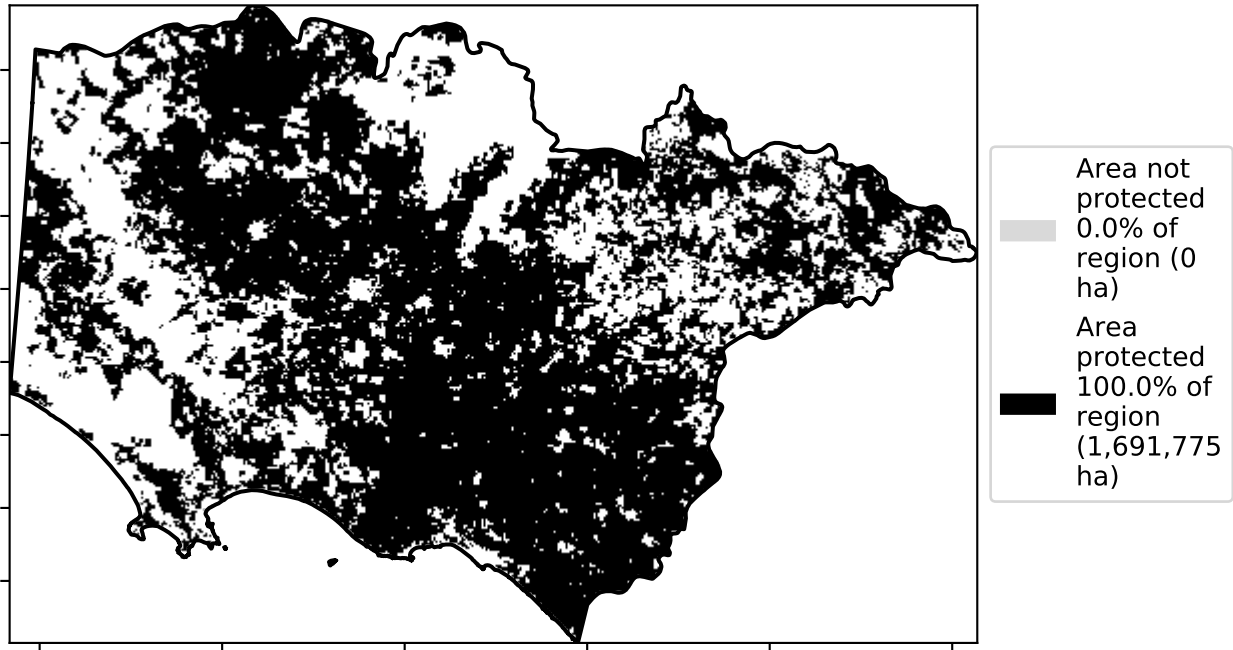 Area not
protected
0.0% of
region (0
ha)
Area
protected
100.0% of
region
(1,691,775
ha)